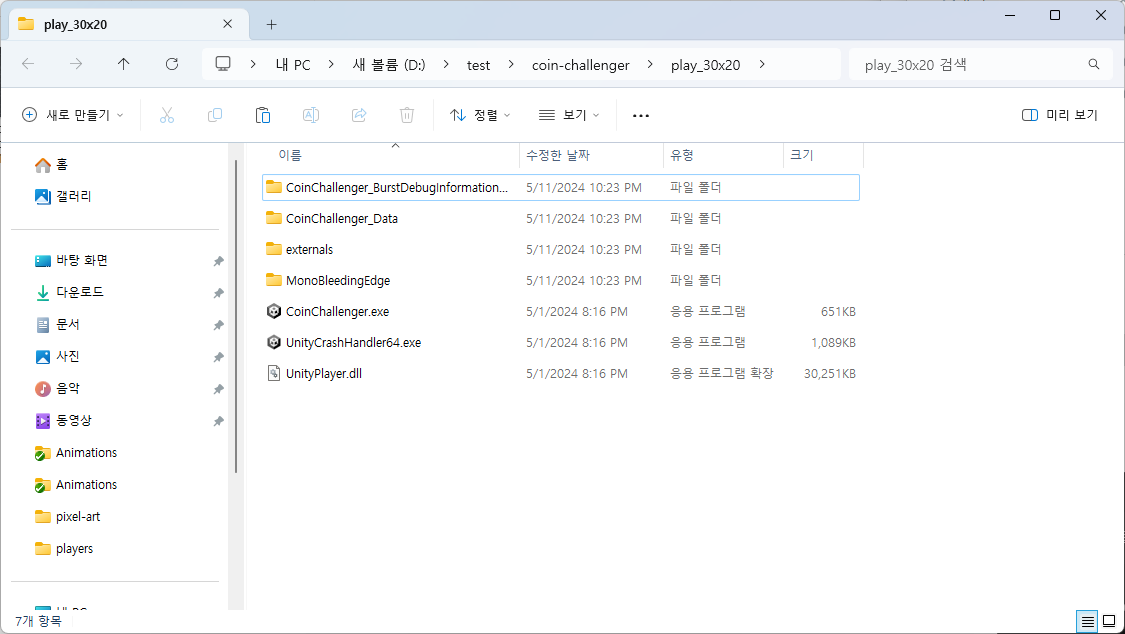 play_30x20
내 PC > 새 볼륨 (D:) > test > coin-challenger > play_30x20 >
play_30x20 검색
새로 만들기
정렬
보기
미리 보기
홈
갤러리
바탕 화면
다운로드
문서
사진
음악
동영상
Animations
Animations
pixel-art
players
내 PC
이름 수정한 날짜 유형 크기
CoinChallenger_BurstDebugInformation... 5/11/2024 10:23 PM 파일 폴더
CoinChallenger_Data 5/11/2024 10:23 PM 파일 폴더
externals 5/11/2024 10:23 PM 파일 폴더
MonoBleedingEdge 5/11/2024 10:23 PM 파일 폴더
CoinChallenger.exe 5/1/2024 8:16 PM 응용 프로그램 651KB
UnityCrashHandler64.exe 5/1/2024 8:16 PM 응용 프로그램 1,089KB
UnityPlayer.dll 5/1/2024 8:16 PM 응용 프로그램 확장 30,251KB
7개 항목